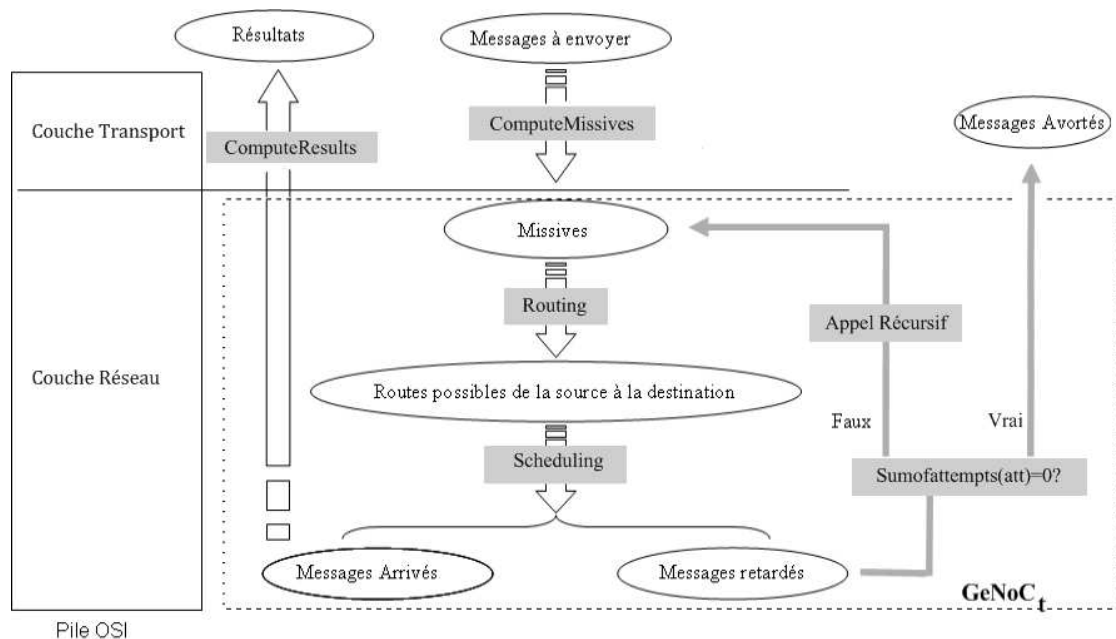 Résultats
Messages à envoyer
Couche Transport
ComputeResults
ComputeMissives
Messages Avortés
Missives
Routing
Appel Récursif
Couche Réseau
Routes possibles de la source à la destination
Faux
Vrai
Scheduling
Sumofattempts(att)=0?
Messages Arrivés
Messages retardés
GeNoC t
Pile OSI